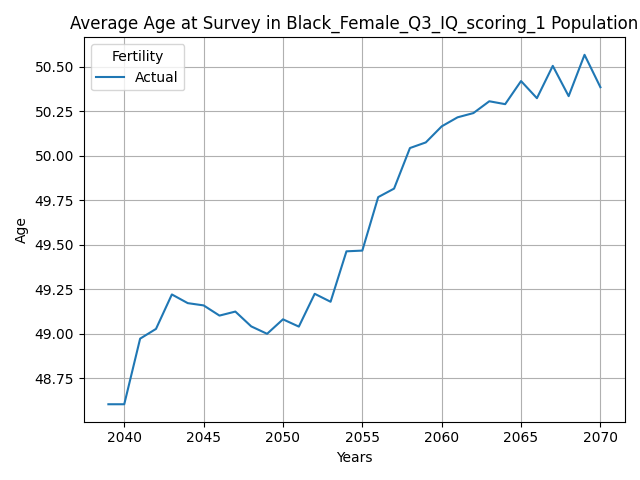 Average Age at Survey in Black_Female_Q3_IQ_scoring_1 Population
Fertility
Actual
50.50
50.25
50.00
49.75
49.50
49.25
49.00
48.75
Age
2040 2045 2050 2055 2060 2065 2070
Years